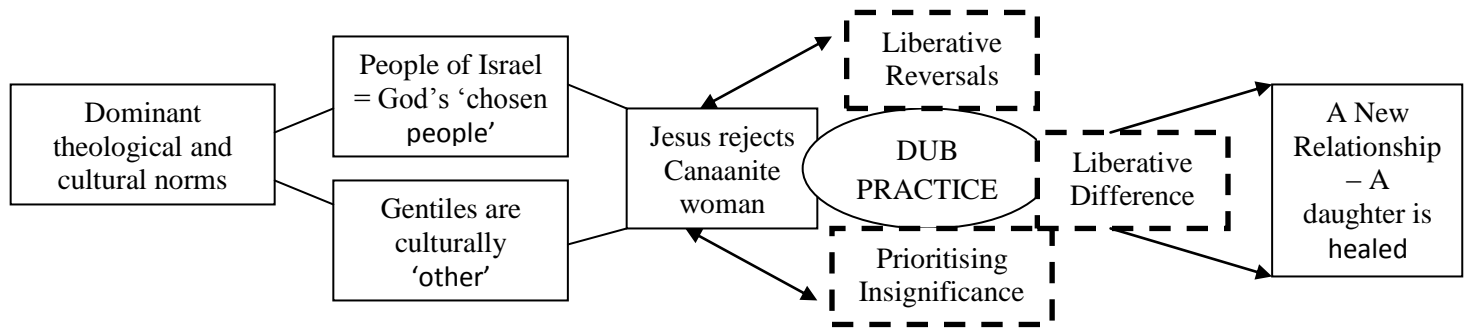 Dominant
theological and
cultural norms
People of Israel
= God’s ‘chosen
people’
Gentiles are
culturally
‘other’
Jesus rejects
Canaanite
woman
Liberative
Reversals
DUB
PRACTICE
Prioritising
Insignificance
Liberative
Difference
A New
Relationship
– A
daughter is
healed